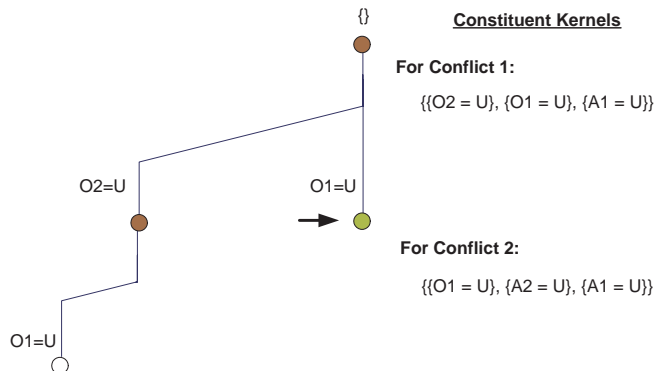 {}
Constituent Kernels
For Conflict 1:
{{O2 = U}, {O1 = U}, {A1 = U}}
O2=U
O1=U
For Conflict 2:
{{O1 = U}, {A2 = U}, {A1 = U}}
O1=U